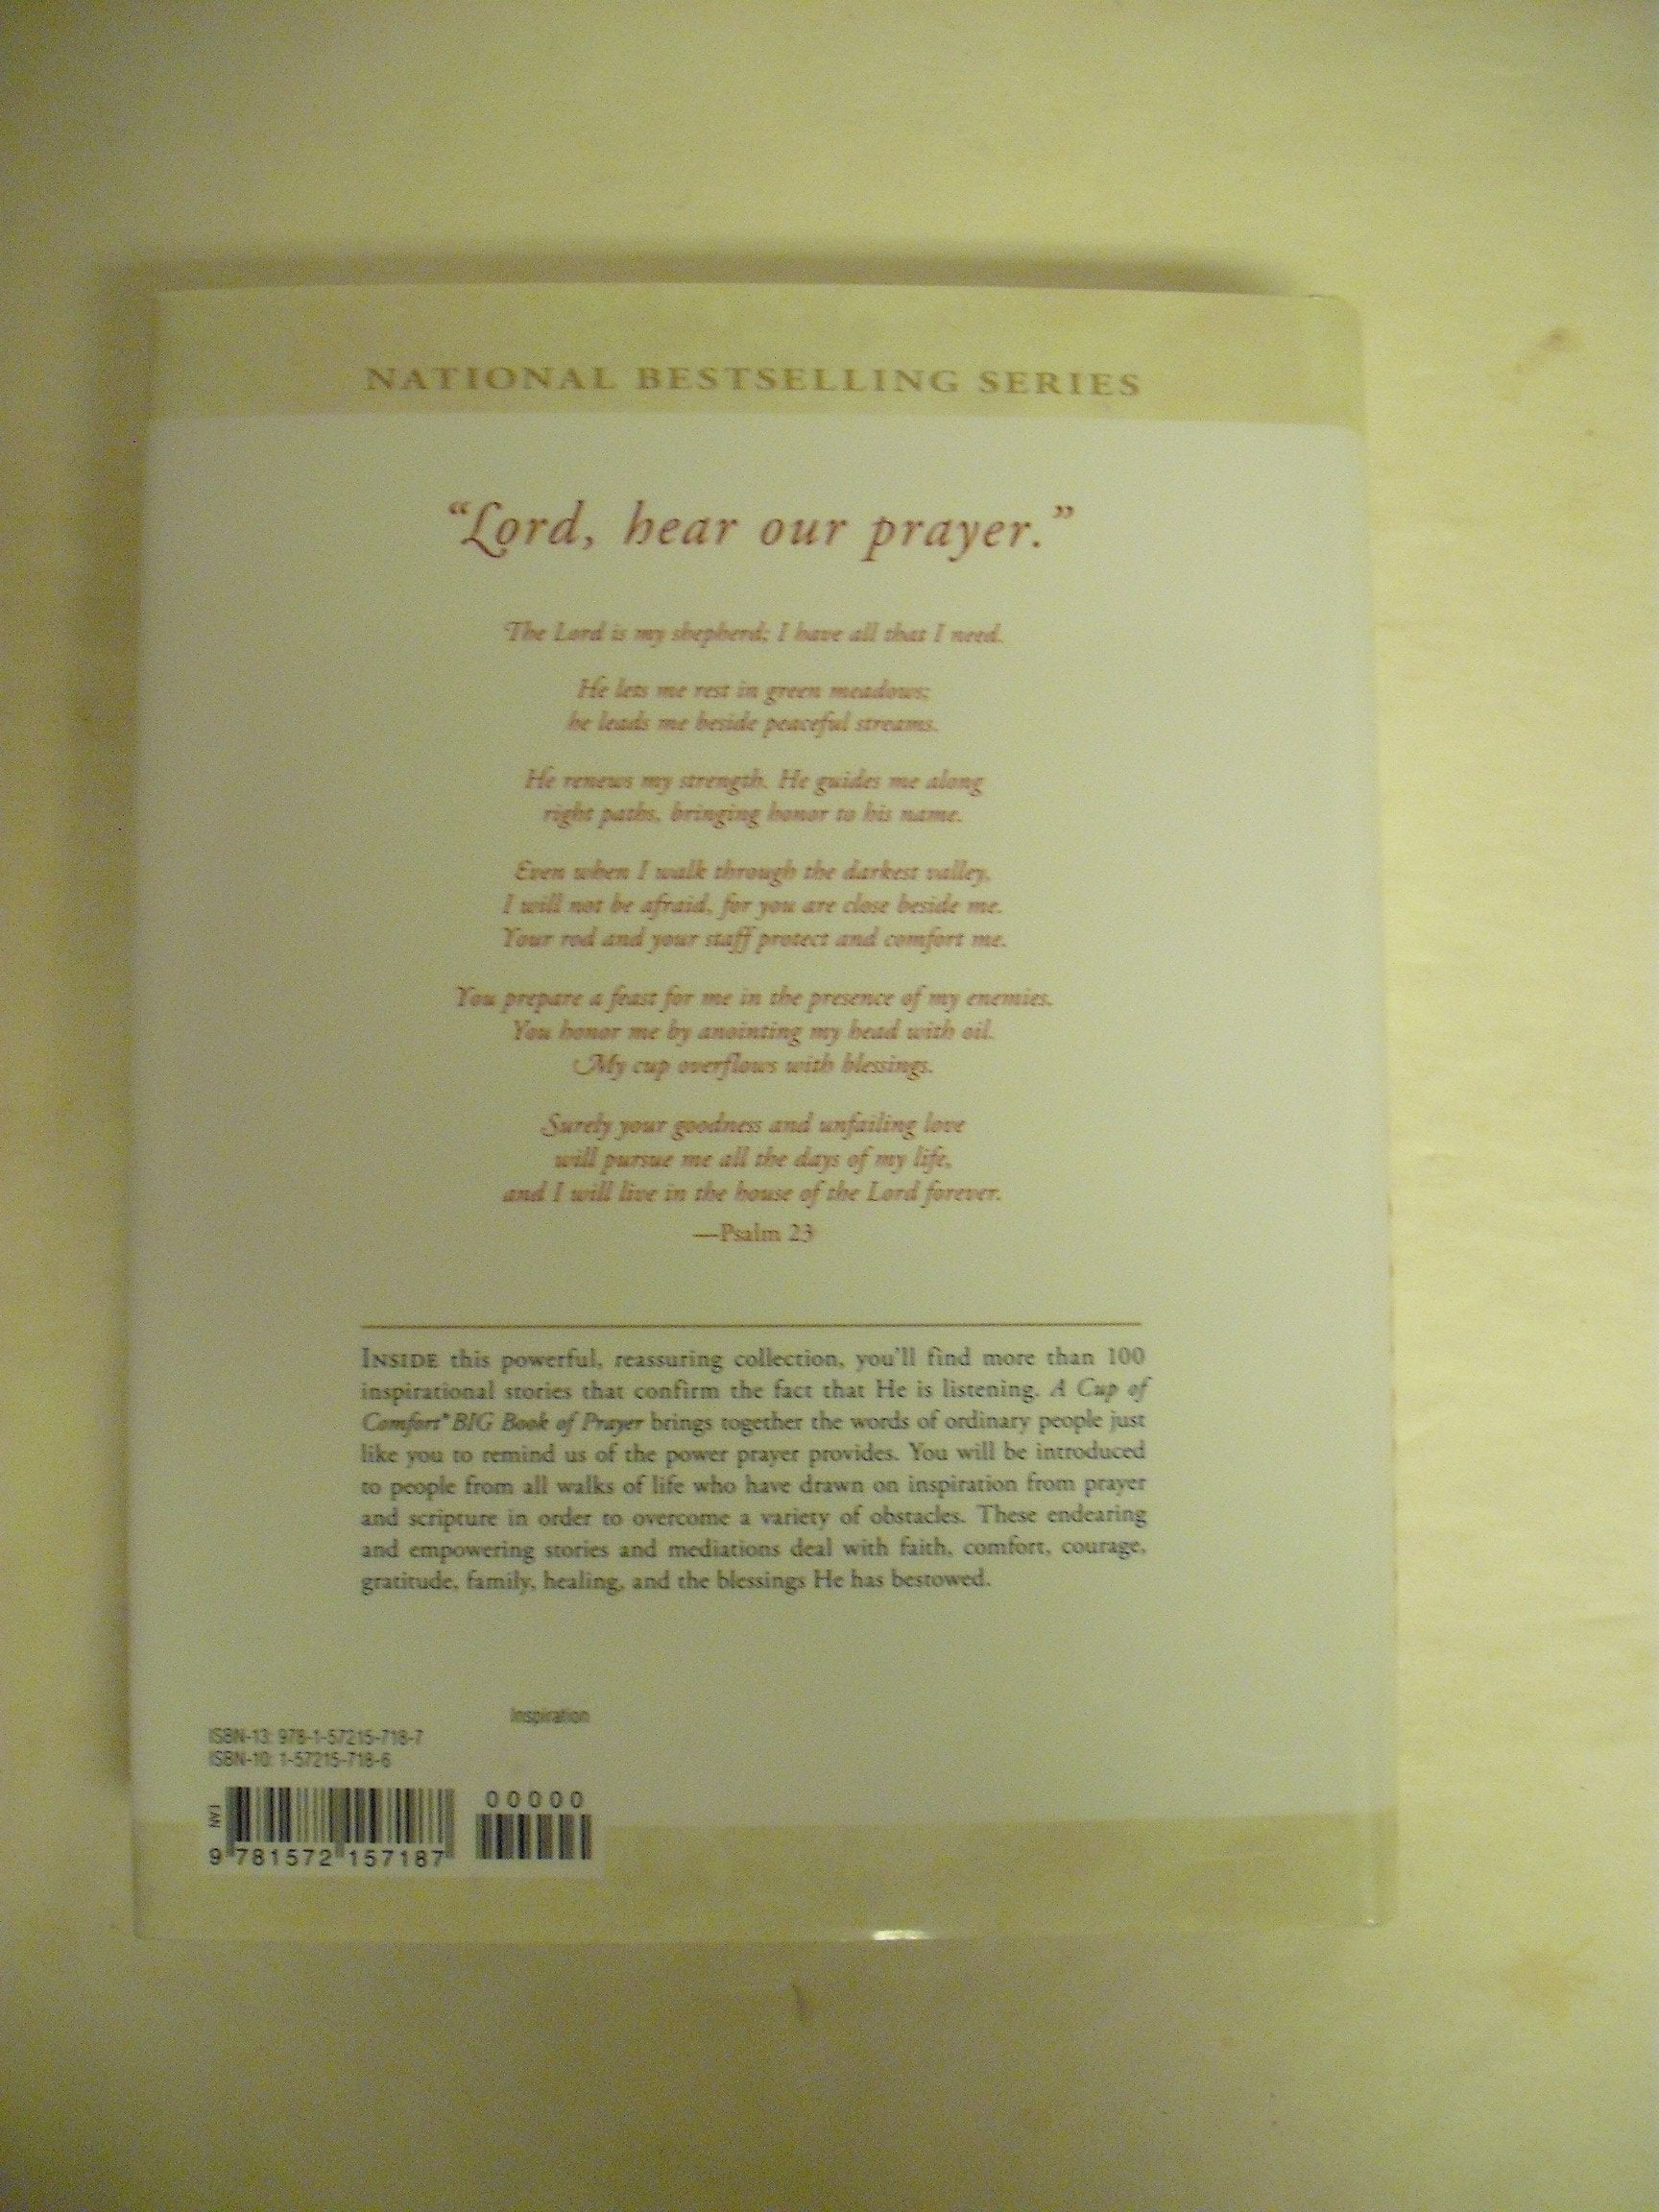 NATIONAL BESTSELLING SERIES
“Lord, hear our prayer.”
The Lord is my shepherd; I have all that I need.
He lets me rest in green meadows;
he leads me beside peaceful streams.
He renews my strength. He guides me along
right paths, bringing honor to his name.
Even when I walk through the darkest valley,
I will not be afraid, for you are close beside me.
Your rod and your staff protect and comfort me.
You prepare a feast for me in the presence of my enemies.
You honor me by anointing my head with oil.
My cup overflows with blessings.
Surely your goodness and unfailing love
will pursue me all the days of my life,
and I will live in the house of the Lord forever.
—Psalm 23
INSIDE this powerful, reassuring collection, you'll find more than 100
inspirational stories that confirm the fact that He is listening. A Cup of
Comfort® BIG Book of Prayer brings together the words of ordinary people just
like you to remind us of the power prayer provides. You will be introduced
to people from all walks of life who have drawn on inspiration from prayer
and scripture in order to overcome a variety of obstacles. These endearing
and empowering stories and mediations deal with faith, comfort, courage,
gratitude, family, healing, and the blessings He has bestowed.
Inspiration
ISBN-13: 978-1-57215-718-7
ISBN-10: 1-57215-718-6
00000
EAN
9 781572 157187